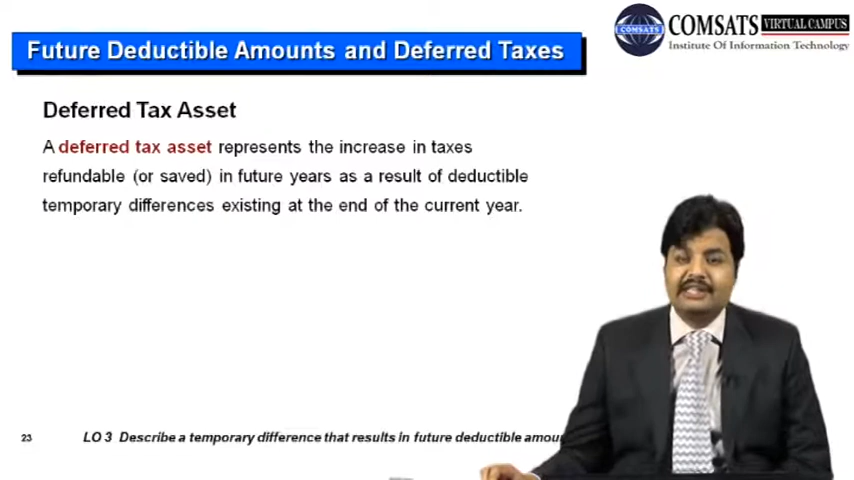 COMSATS VIRTUAL CAMPUS
Institute Of Information Technology
COMSATS
Future Deductible Amounts and Deferred Taxes
Deferred Tax Asset
A deferred tax asset represents the increase in taxes
refundable (or saved) in future years as a result of deductible
temporary differences existing at the end of the current year.
23
LO 3 Describe a temporary difference that results in future deductible